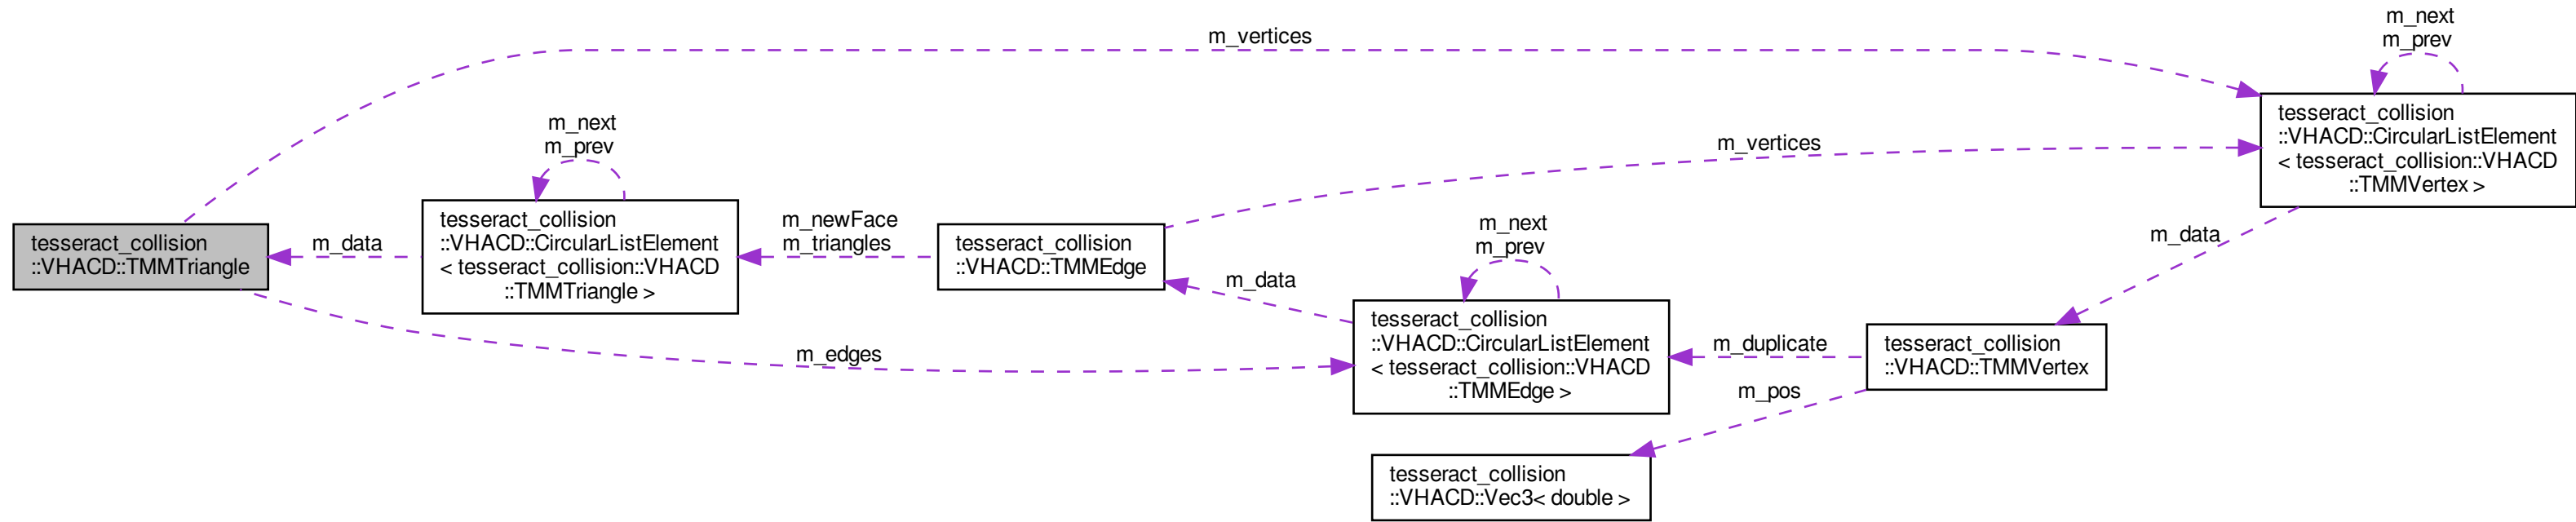 m_vertices
m_next
m_prev
tesseract_collision
::VHACD::CircularListElement
< tesseract_collision::VHACD
::TMMVertex >
m_next
m_prev
m_vertices
tesseract_collision
::VHACD::TMMTriangle
m_data
tesseract_collision
::VHACD::CircularListElement
< tesseract_collision::VHACD
::TMMTriangle >
m_newFace
m_triangles
tesseract_collision
::VHACD::TMMEdge
m_next
m_prev
m_data
m_data
tesseract_collision
::VHACD::CircularListElement
< tesseract_collision::VHACD
::TMMEdge >
m_edges
m_duplicate
tesseract_collision
::VHACD::TMMVertex
m_pos
tesseract_collision
::VHACD::Vec3< double >